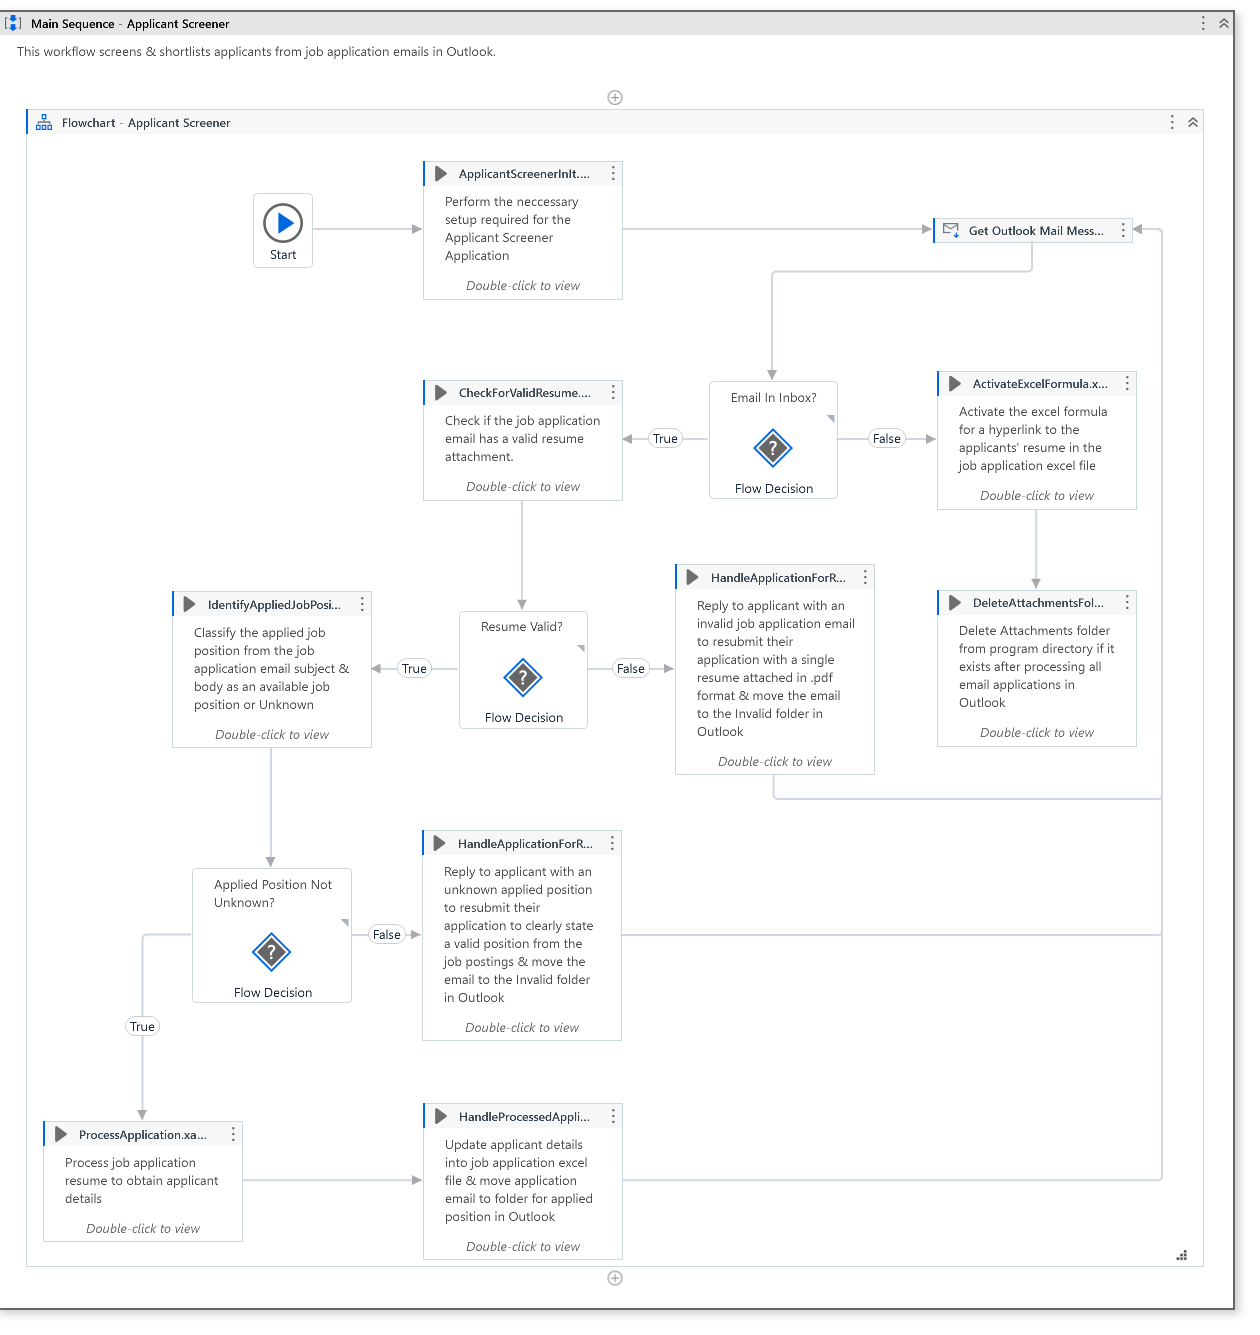 Main Sequence - Applicant Screener
This workflow screens & shortlists applicants from job application emails in Outlook.
Flowchart - Applicant Screener
Start
ApplicantScreenerInit....
Perform the neccessary
setup required for the
Applicant Screener
Application
Double-click to view
Get Outlook Mail Mess...
Email In Inbox?
Flow Decision
True
False
CheckForValidResume....
Check if the job application
email has a valid resume
attachment.
Double-click to view
ActivateExcelFormula.x...
Activate the excel formula
for a hyperlink to the
applicants' resume in the
job application excel file
Double-click to view
DeleteAttachmentsFol...
Delete Attachments folder
from program directory if it
exists after processing all
email applications in
Outlook
Double-click to view
Resume Valid?
Flow Decision
True
False
IdentifyAppliedJobPosi...
Classify the applied job
position from the job
application email subject &
body as an available job
position or Unknown
Double-click to view
HandleApplicationForR...
Reply to applicant with an
invalid job application email
to resubmit their
application with a single
resume attached in .pdf
format & move the email
to the Invalid folder in
Outlook
Double-click to view
Applied Position Not
Unknown?
Flow Decision
False
True
HandleApplicationForR...
Reply to applicant with an
unknown applied position
to resubmit their
application to clearly state
a valid position from the
job postings & move the
email to the Invalid folder
in Outlook
Double-click to view
ProcessApplication.xa...
Process job application
resume to obtain applicant
details
Double-click to view
HandleProcessedAppli...
Update applicant details
into job application excel
file & move application
email to folder for applied
position in Outlook
Double-click to view